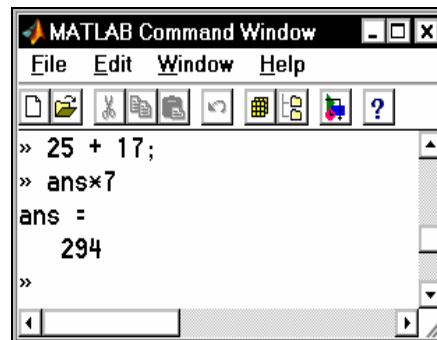 MATLAB Command Window
File Edit Window Help
?
» 25 + 17;
» ans*7
ans =
294
»